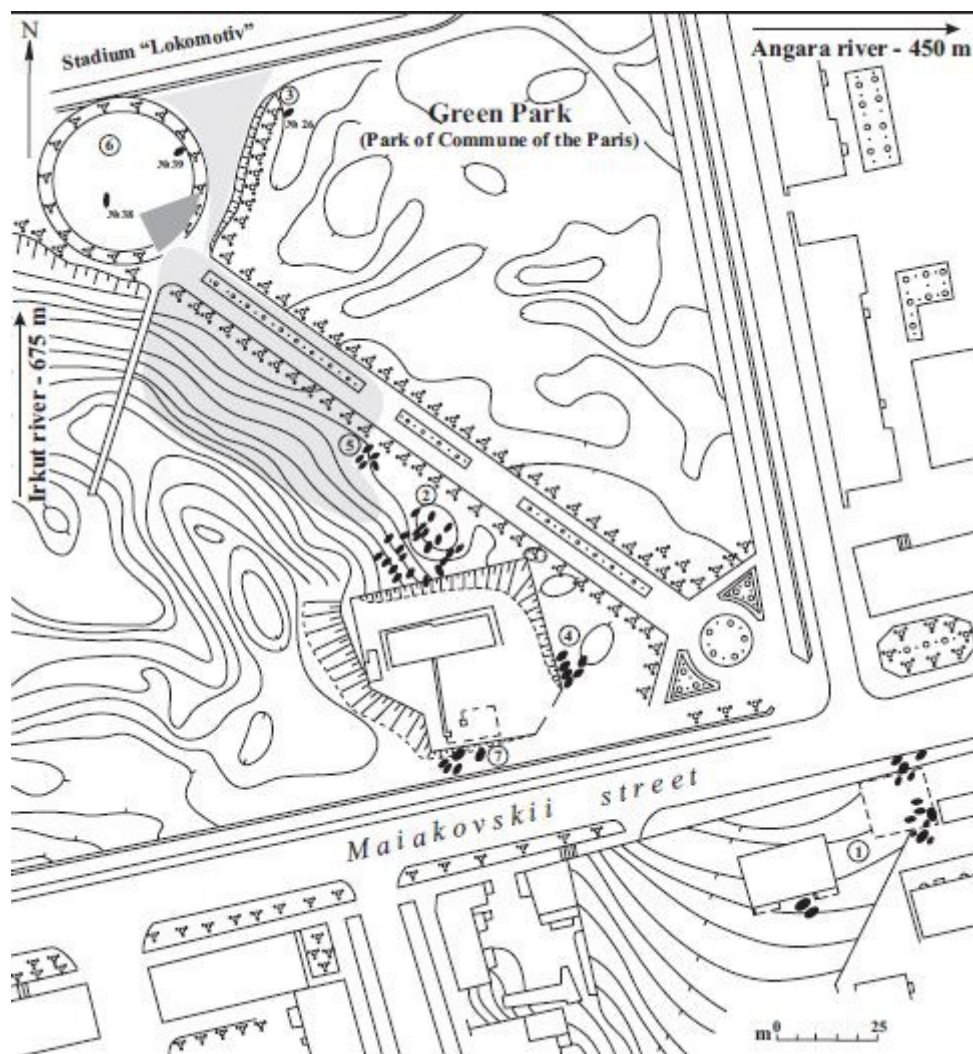 N
Stadium "Lokomotiv"
Angara river - 450 m
Green Park
(Park of Commune of the Paris)
3
№ 26
6
№ 39
№ 38
Irkut river - 675 m
5
2
4
7
Maiakovskii street
1
m 0 25